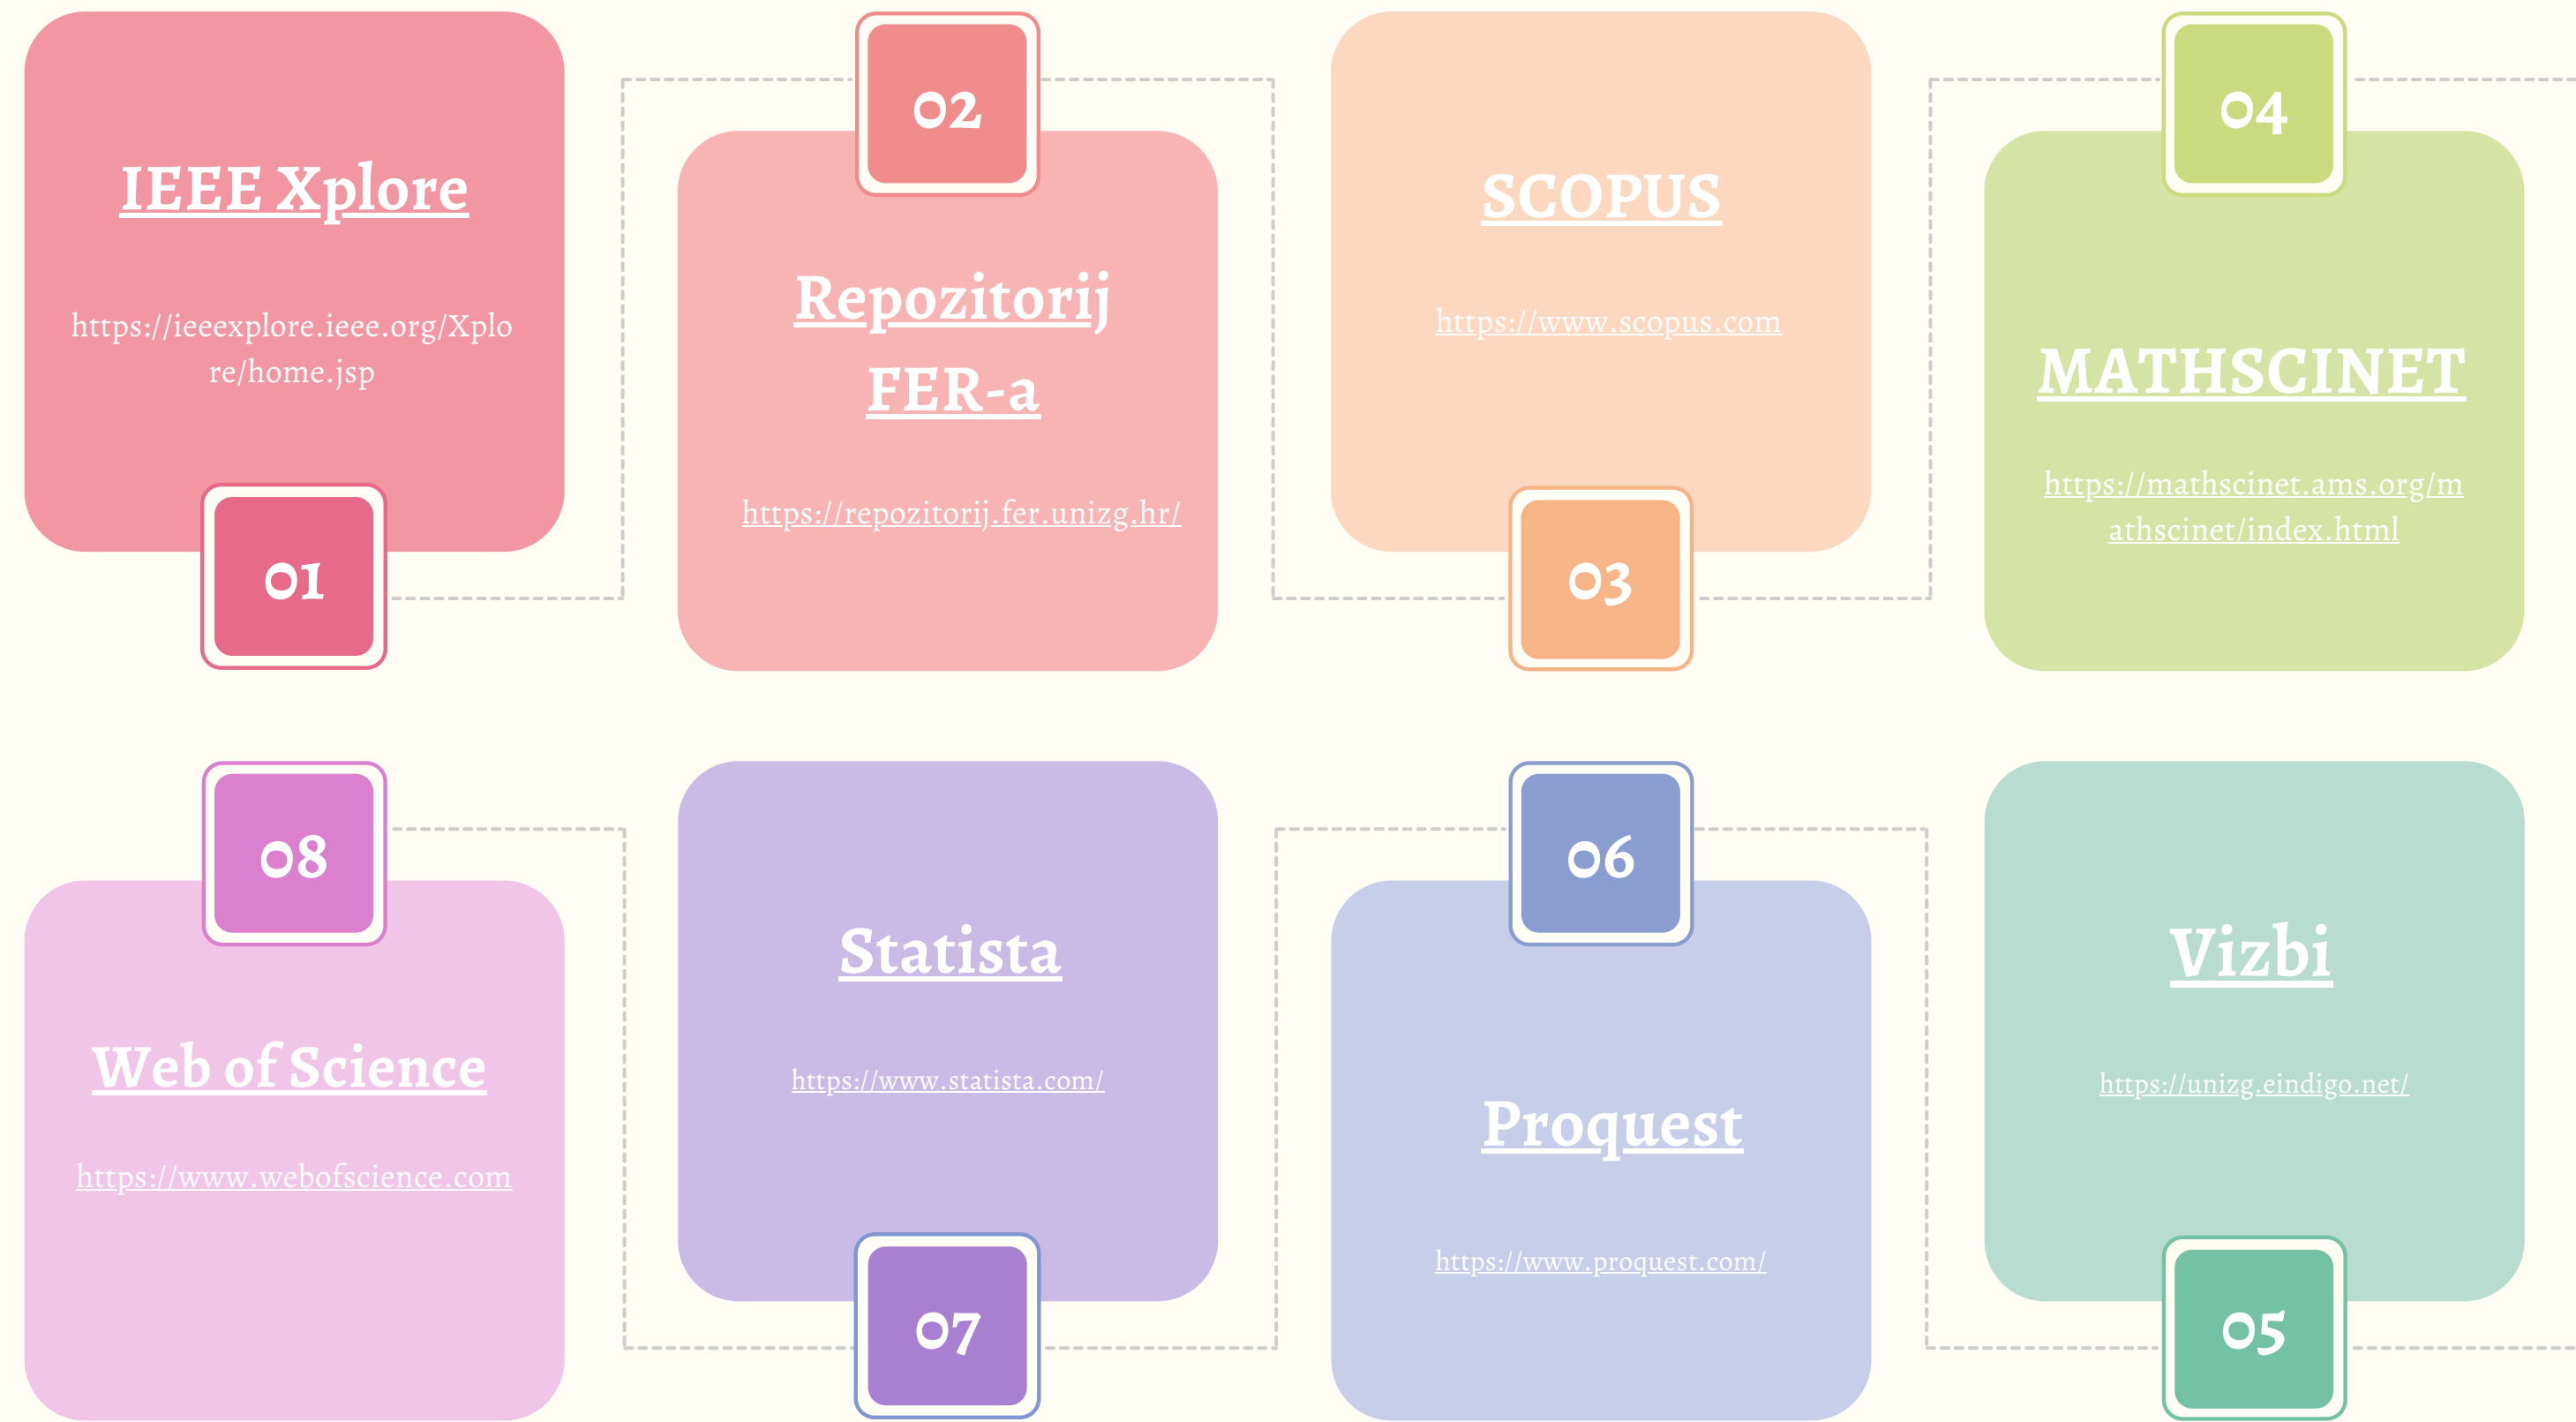 IEEE Xplore
https://ieeexplore.ieee.org/Xplo
re/home.jsp
01
02
Repozitorij
FER-a
https://repozitorij.fer.unizg.hr/
SCOPUS
https://www.scopus.com
03
04
MATHSCINET
https://mathscinet.ams.org/m
athscinet/index.html
08
Web of Science
https://www.webofscience.com
Statista
https://www.statista.com/
07
06
Proquest
https://www.proquest.com/
Vizbi
https://unizg.eindigo.net/
05